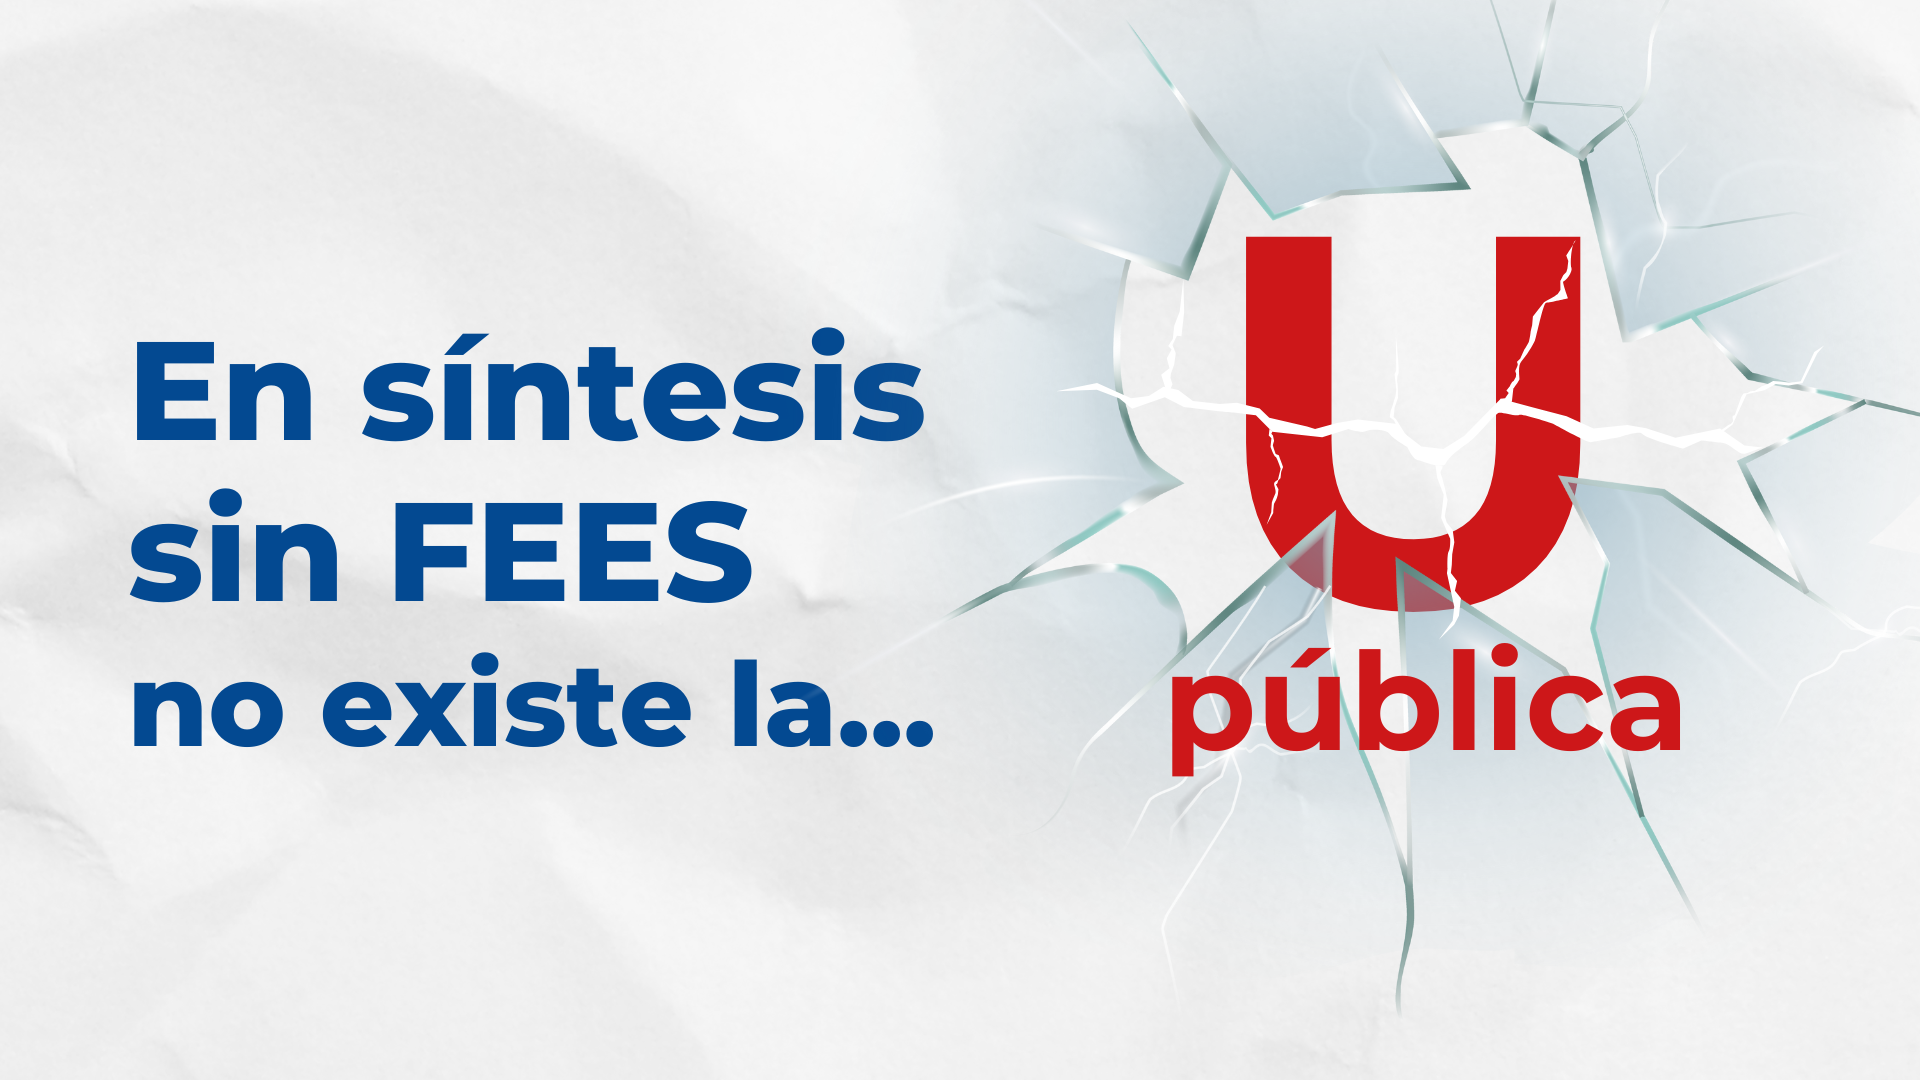 En síntesis
sin FEES
no existe la...
U
pública